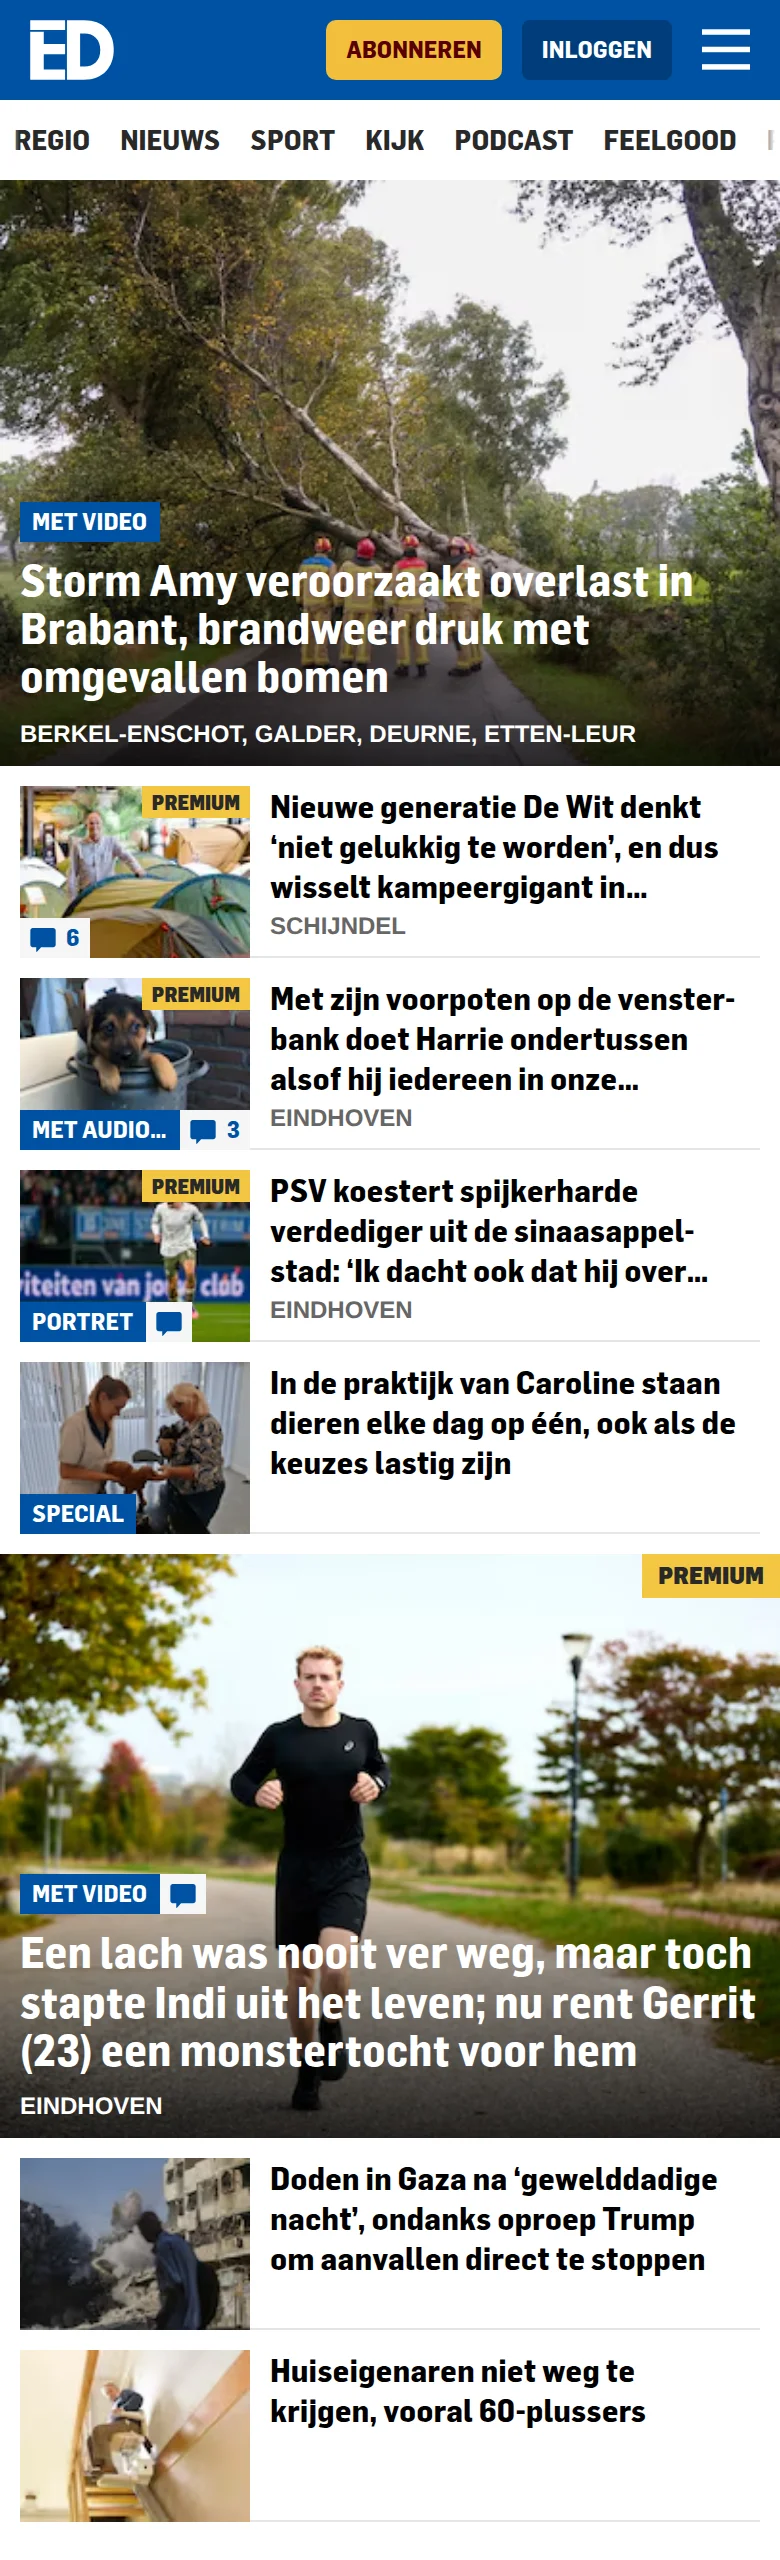 ED
ABONNEREN
INLOGGEN
REGIO NIEUWS SPORT KIJK PODCAST FEELGOOD
MET VIDEO
Storm Amy veroorzaakt overlast in
Brabant, brandweer druk met
omgevallen bomen
BERKEL-ENSCHOT, GALDER, DEURNE, ETTEN-LEUR
PREMIUM
6
Nieuwe generatie De Wit denkt
‘niet gelukkig te worden’, en dus
wisselt kampeergigant in...
SCHIJNDEL
PREMIUM
MET AUDIO...
3
Met zijn voorpoten op de venster-
bank doet Harrie ondertussen
alsof hij iedereen in onze...
EINDHOVEN
PREMIUM
viteiten van jouw club
PORTRET
PSV koestert spijkerharde
verdediger uit de sinaasappel-
stad: ‘Ik dacht ook dat hij over...
EINDHOVEN
SPECIAL
In de praktijk van Caroline staan
dieren elke dag op één, ook als de
keuzes lastig zijn
PREMIUM
MET VIDEO
Een lach was nooit ver weg, maar toch
stapte Indi uit het leven; nu rent Gerrit
(23) een monstertocht voor hem
EINDHOVEN
Doden in Gaza na ‘gewelddadige
nacht’, ondanks oproep Trump
om aanvallen direct te stoppen
Huiseigenaren niet weg te
krijgen, vooral 60-plussers